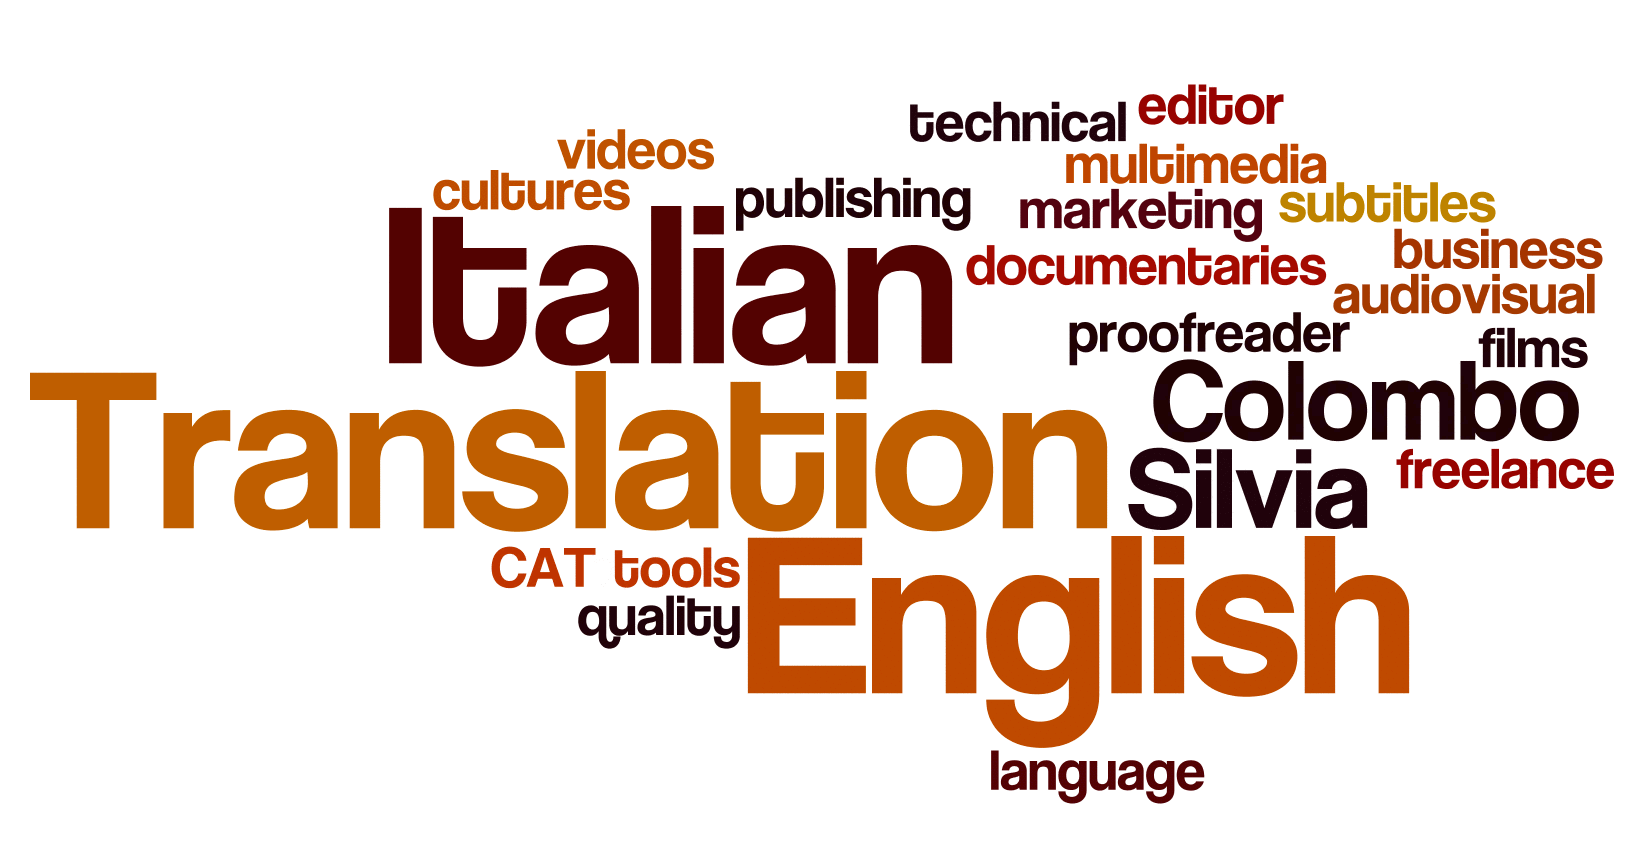 technical
editor
videos
multimedia
cultures
publishing
marketing
subtitles
Italian
documentaries
business
audiovisual
proofreader
films
Translation
Colombo
Silvia
freelance
CAT tools
English
quality
language